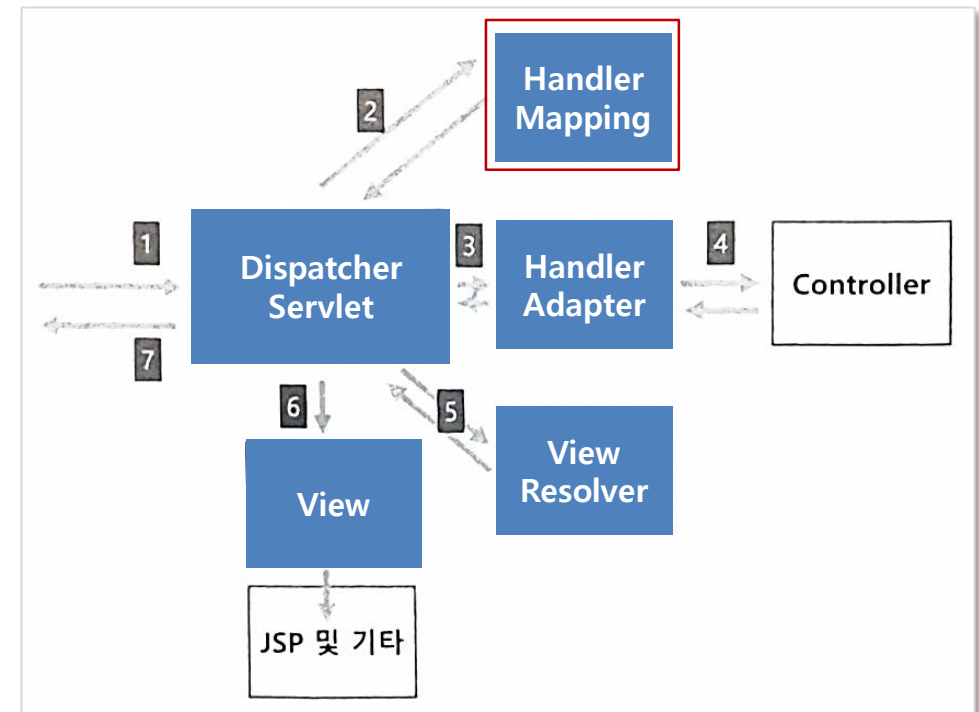 Handler
Mapping
2
1
Dispatcher
Servlet
3
Handler
Adapter
4
Controller
7
6
5
View
Resolver
View
JSP 및 기타